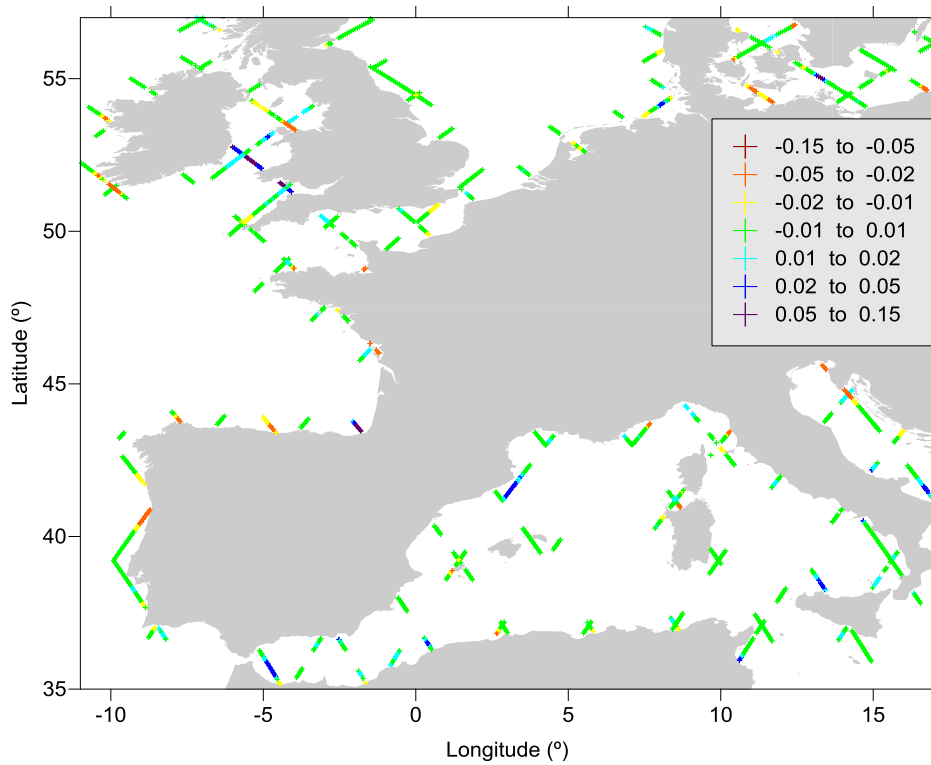 55
50
45
40
35
-10
-5
0
5
10
15
Latitude (º)
Longitude (º)
-0.15 to -0.05
-0.05 to -0.02
-0.02 to -0.01
-0.01 to 0.01
0.01 to 0.02
0.02 to 0.05
0.05 to 0.15